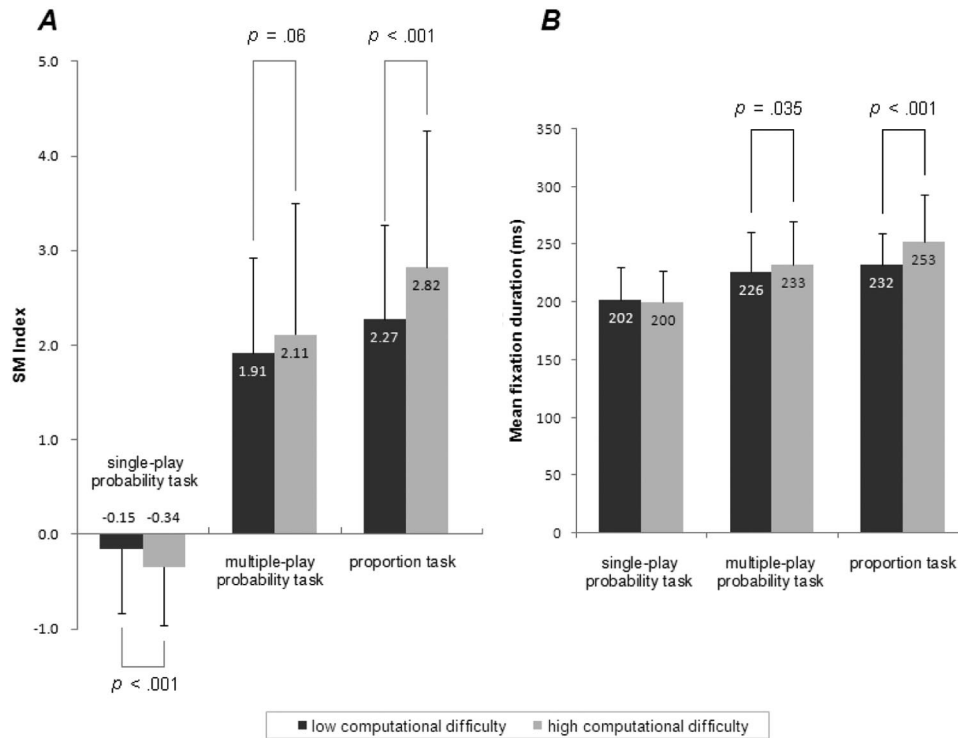 A
p = .06
p < .001
5.0
4.0
3.0
2.0
1.0
0.0
-1.0
SM Index
single-play
probability task
-0.15
-0.34
1.91
2.11
2.27
2.82
multiple-play
probability task
proportion task
p < .001
B
p = .035
p < .001
350
300
250
200
150
100
50
0
Mean fixation duration (ms)
202
200
226
233
232
253
single-play
probability task
multiple-play
probability task
proportion task
low computational difficulty
high computational difficulty